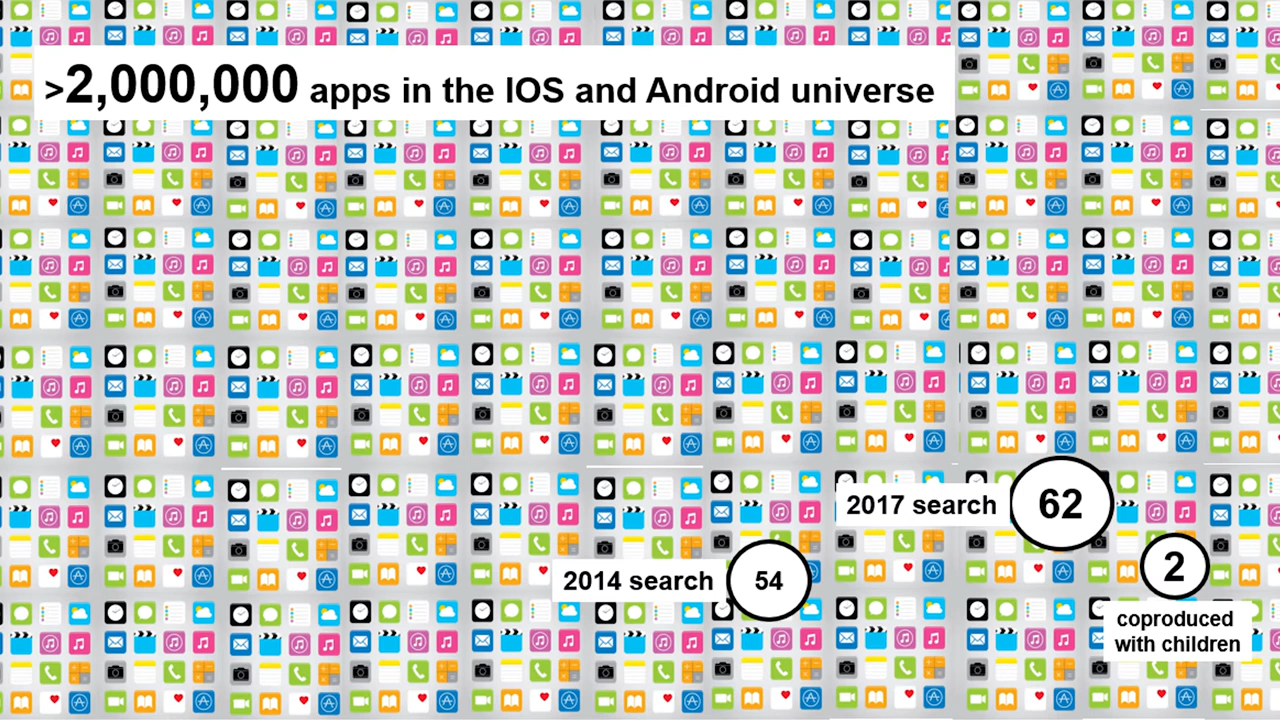 >2,000,000 apps in the IOS and Android universe
2017 search 62
2014 search 54
2
coproduced
with children